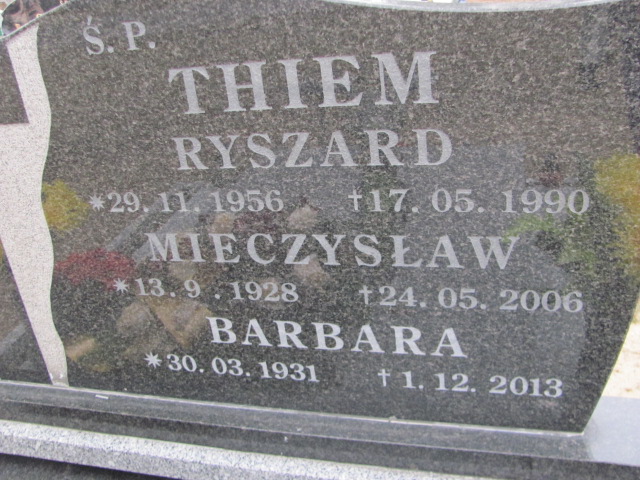 Ś. P.
THIEM
RYSZARD
*29. 11. 1956 †17. 05. 1990
MIECZYSŁAW
*13. 9. 1928 †24. 05. 2006
BARBARA
*30. 03. 1931 †1. 12. 2013